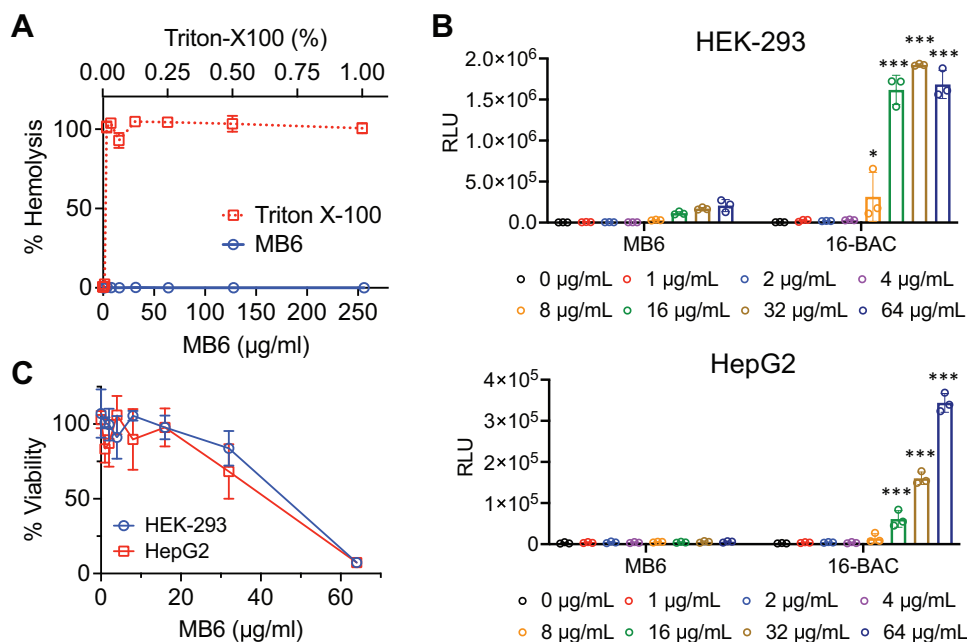 A
Triton-X100 (%)
0.00 0.25 0.50 0.75 1.00
% Hemolysis
100
50
0
Triton X-100
MB6
0 50 100 150 200 250
MB6 (µg/ml)
B
HEK-293
RLU
2.0×10⁶
1.5×10⁶
1.0×10⁶
5.0×10⁵
0.0
* *** *** ***
MB6 16-BAC
0 µg/mL 1 µg/mL 2 µg/mL 4 µg/mL
8 µg/mL 16 µg/mL 32 µg/mL 64 µg/mL
C
% Viability
100
50
0
HEK-293
HepG2
0 20 40 60
MB6 (µg/ml)
HepG2
RLU
4×10⁵
3×10⁵
2×10⁵
1×10⁵
0
*** *** ***
MB6 16-BAC
0 µg/mL 1 µg/mL 2 µg/mL 4 µg/mL
8 µg/mL 16 µg/mL 32 µg/mL 64 µg/mL